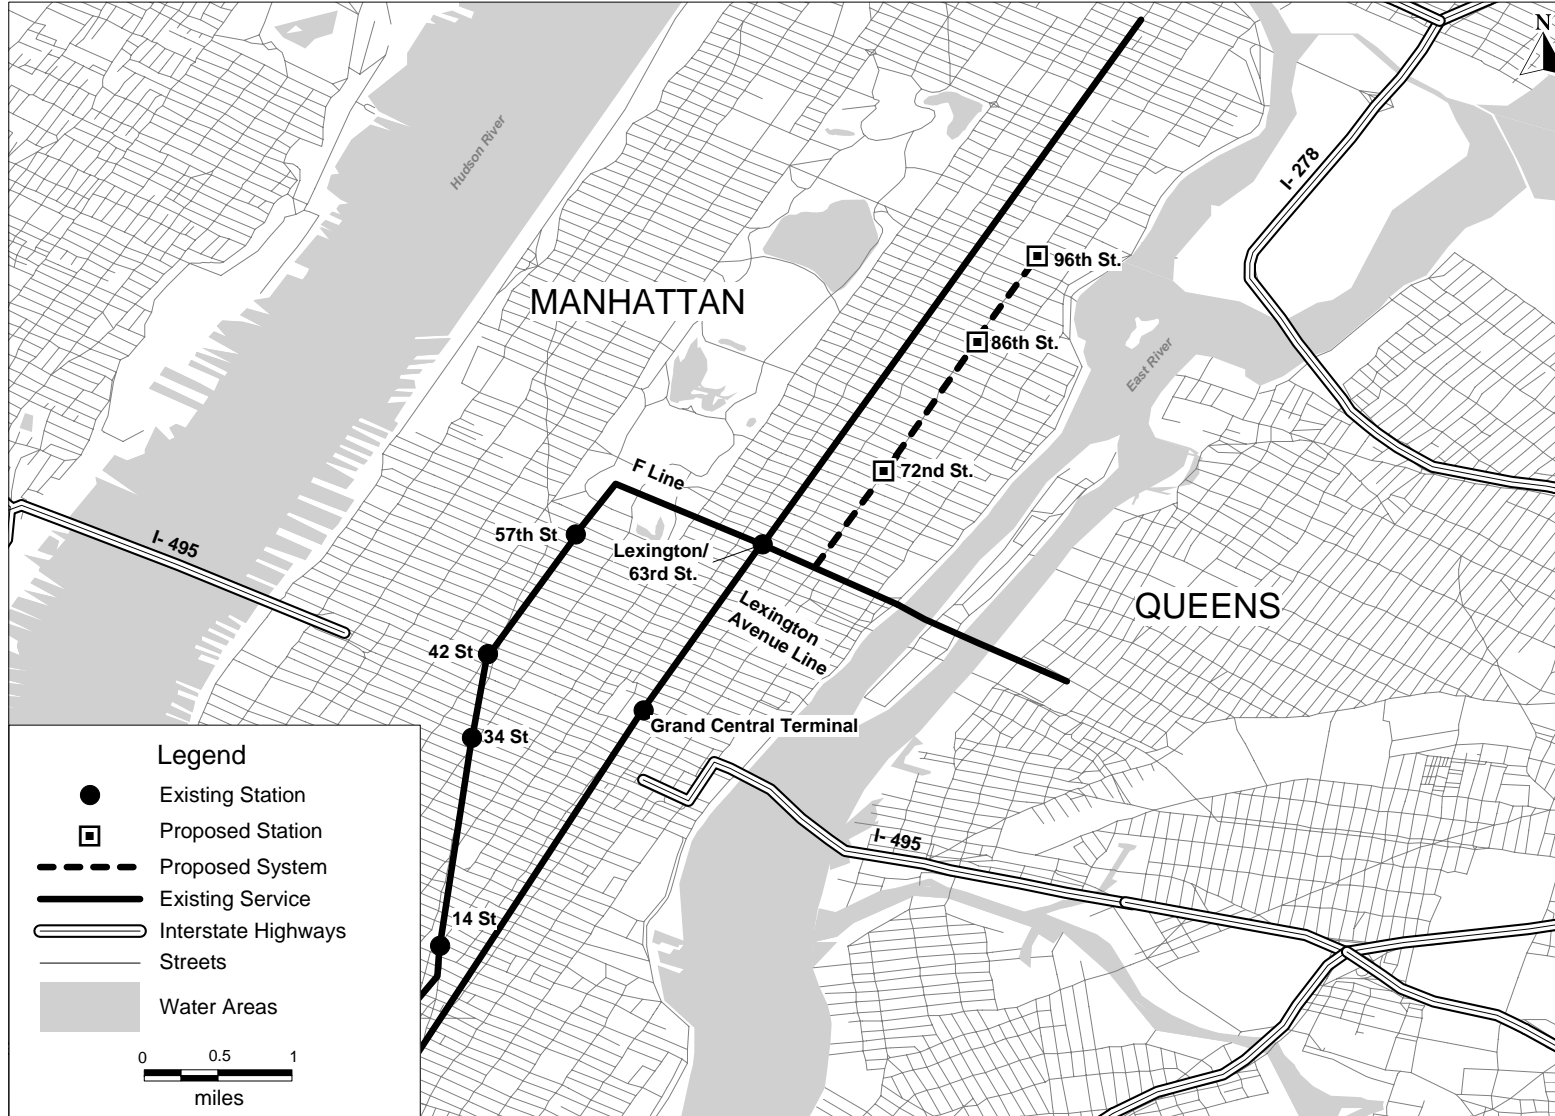 N
Hudson River
I- 278
96th St.
MANHATTAN
86th St.
East River
F Line
72nd St.
57th St
I- 495
Lexington/
63rd St.
Lexington
Avenue Line
QUEENS
42 St
Grand Central Terminal
34 St
I- 495
14 St
Legend
Existing Station
Proposed Station
Proposed System
Existing Service
Interstate Highways
Streets
Water Areas
0 0.5 1
miles